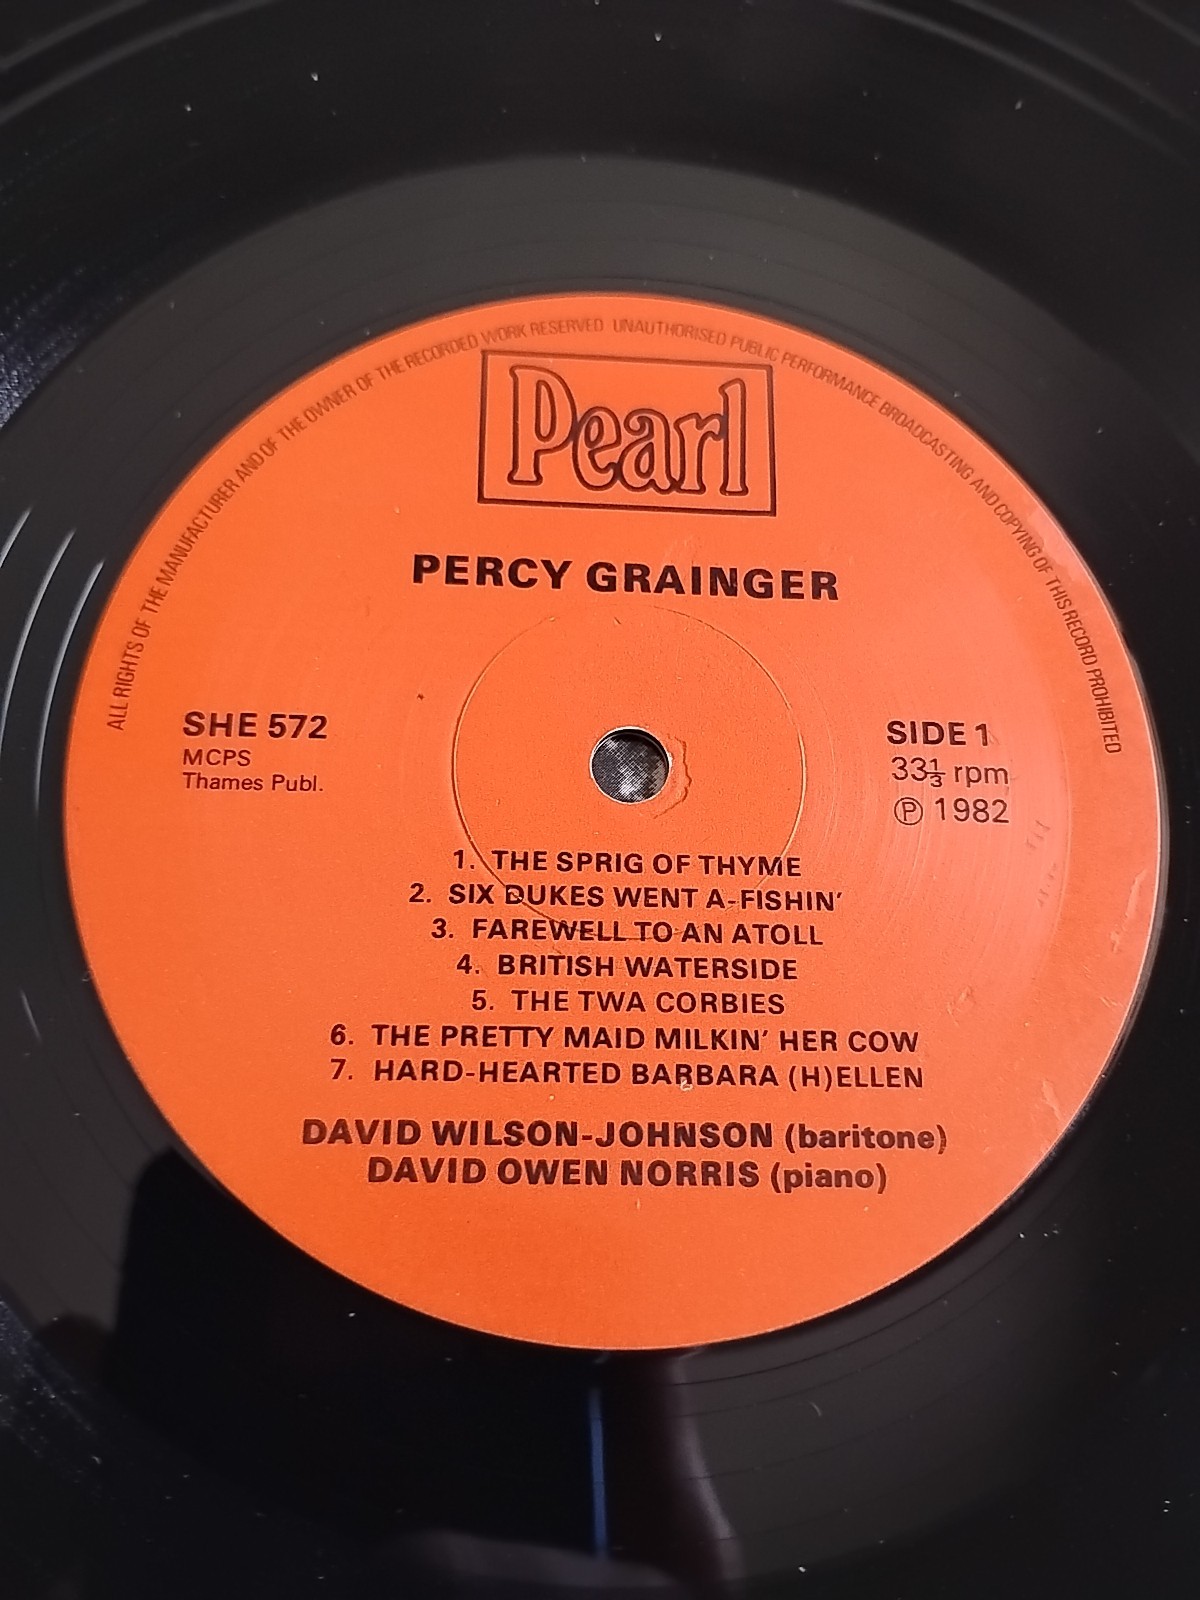 ALL RIGHTS OF THE MANUFACTURER AND OF THE OWNER OF THE RECORDED WORK RESERVED UNAUTHORISED PUBLIC PERFORMANCE BROADCASTING AND COPYING OF THIS RECORD PROHIBITED
Pearl
PERCY GRAINGER
SHE 572
MCPS
Thames Publ.
SIDE 1
33⅓ rpm
Ⓟ 1982
1. THE SPRIG OF THYME
2. SIX DUKES WENT A-FISHIN'
3. FAREWELL TO AN ATOLL
4. BRITISH WATERSIDE
5. THE TWA CORBIES
6. THE PRETTY MAID MILKIN' HER COW
7. HARD-HEARTED BARBARA (H)ELLEN
DAVID WILSON-JOHNSON (baritone)
DAVID OWEN NORRIS (piano)